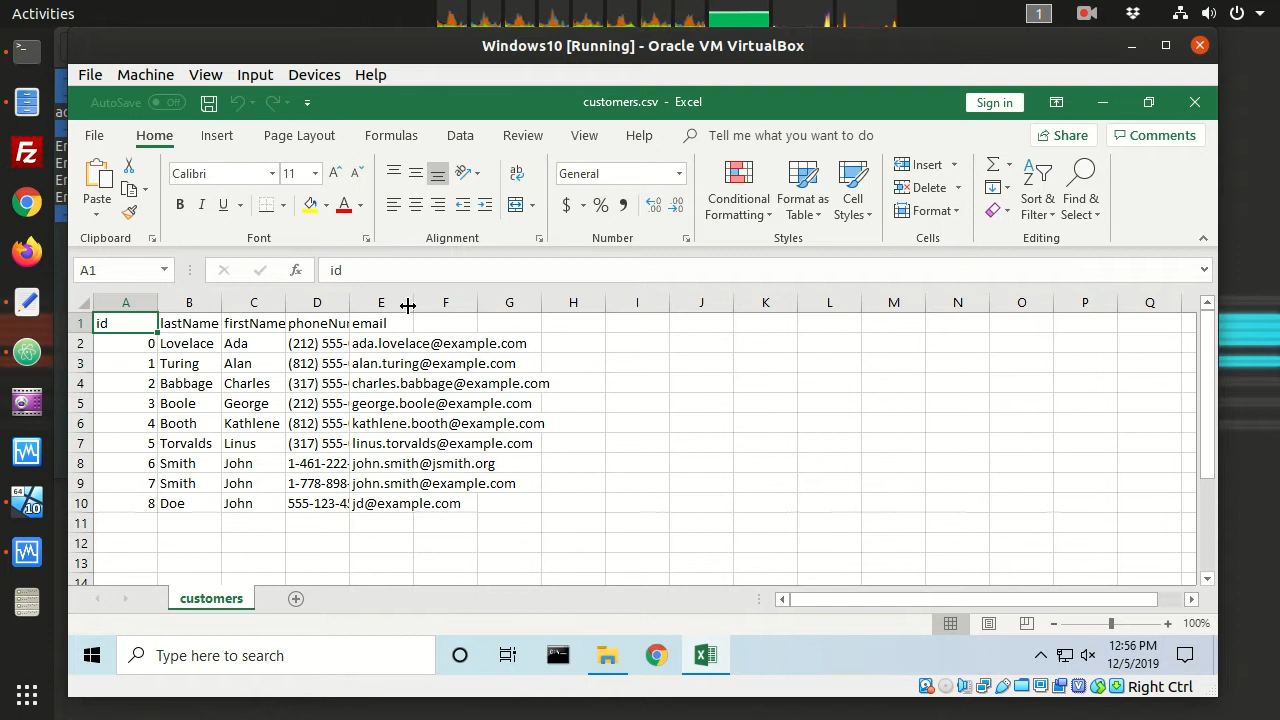 Activities
1
Windows10 [Running] - Oracle VM VirtualBox
File Machine View Input Devices Help
AutoSave Off customers.csv - Excel Sign in
File Home Insert Page Layout Formulas Data Review View Help Tell me what you want to do Share Comments
Paste Calibri 11 General Conditional Formatting Format as Table Cell Styles Insert Delete Format Sort & Filter Find & Select
Clipboard Font Alignment Number Styles Cells Editing
A1 fx id
A B C D E F G H I J K L M N O P Q
1 id lastName firstName phoneNu email
2 0 Lovelace Ada (212) 555- ada.lovelace@example.com
3 1 Turing Alan (812) 555- alan.turing@example.com
4 2 Babbage Charles (317) 555- charles.babbage@example.com
5 3 Boole George (212) 555- george.boole@example.com
6 4 Booth Kathlene (812) 555- kathlene.booth@example.com
7 5 Torvalds Linus (317) 555- linus.torvalds@example.com
8 6 Smith John 1-461-222- john.smith@jsmith.org
9 7 Smith John 1-778-898- john.smith@example.com
10 8 Doe John 555-123-4 jd@example.com
11
12
13
14
customers
100%
Type here to search 12:56 PM
12/5/2019
Right Ctrl